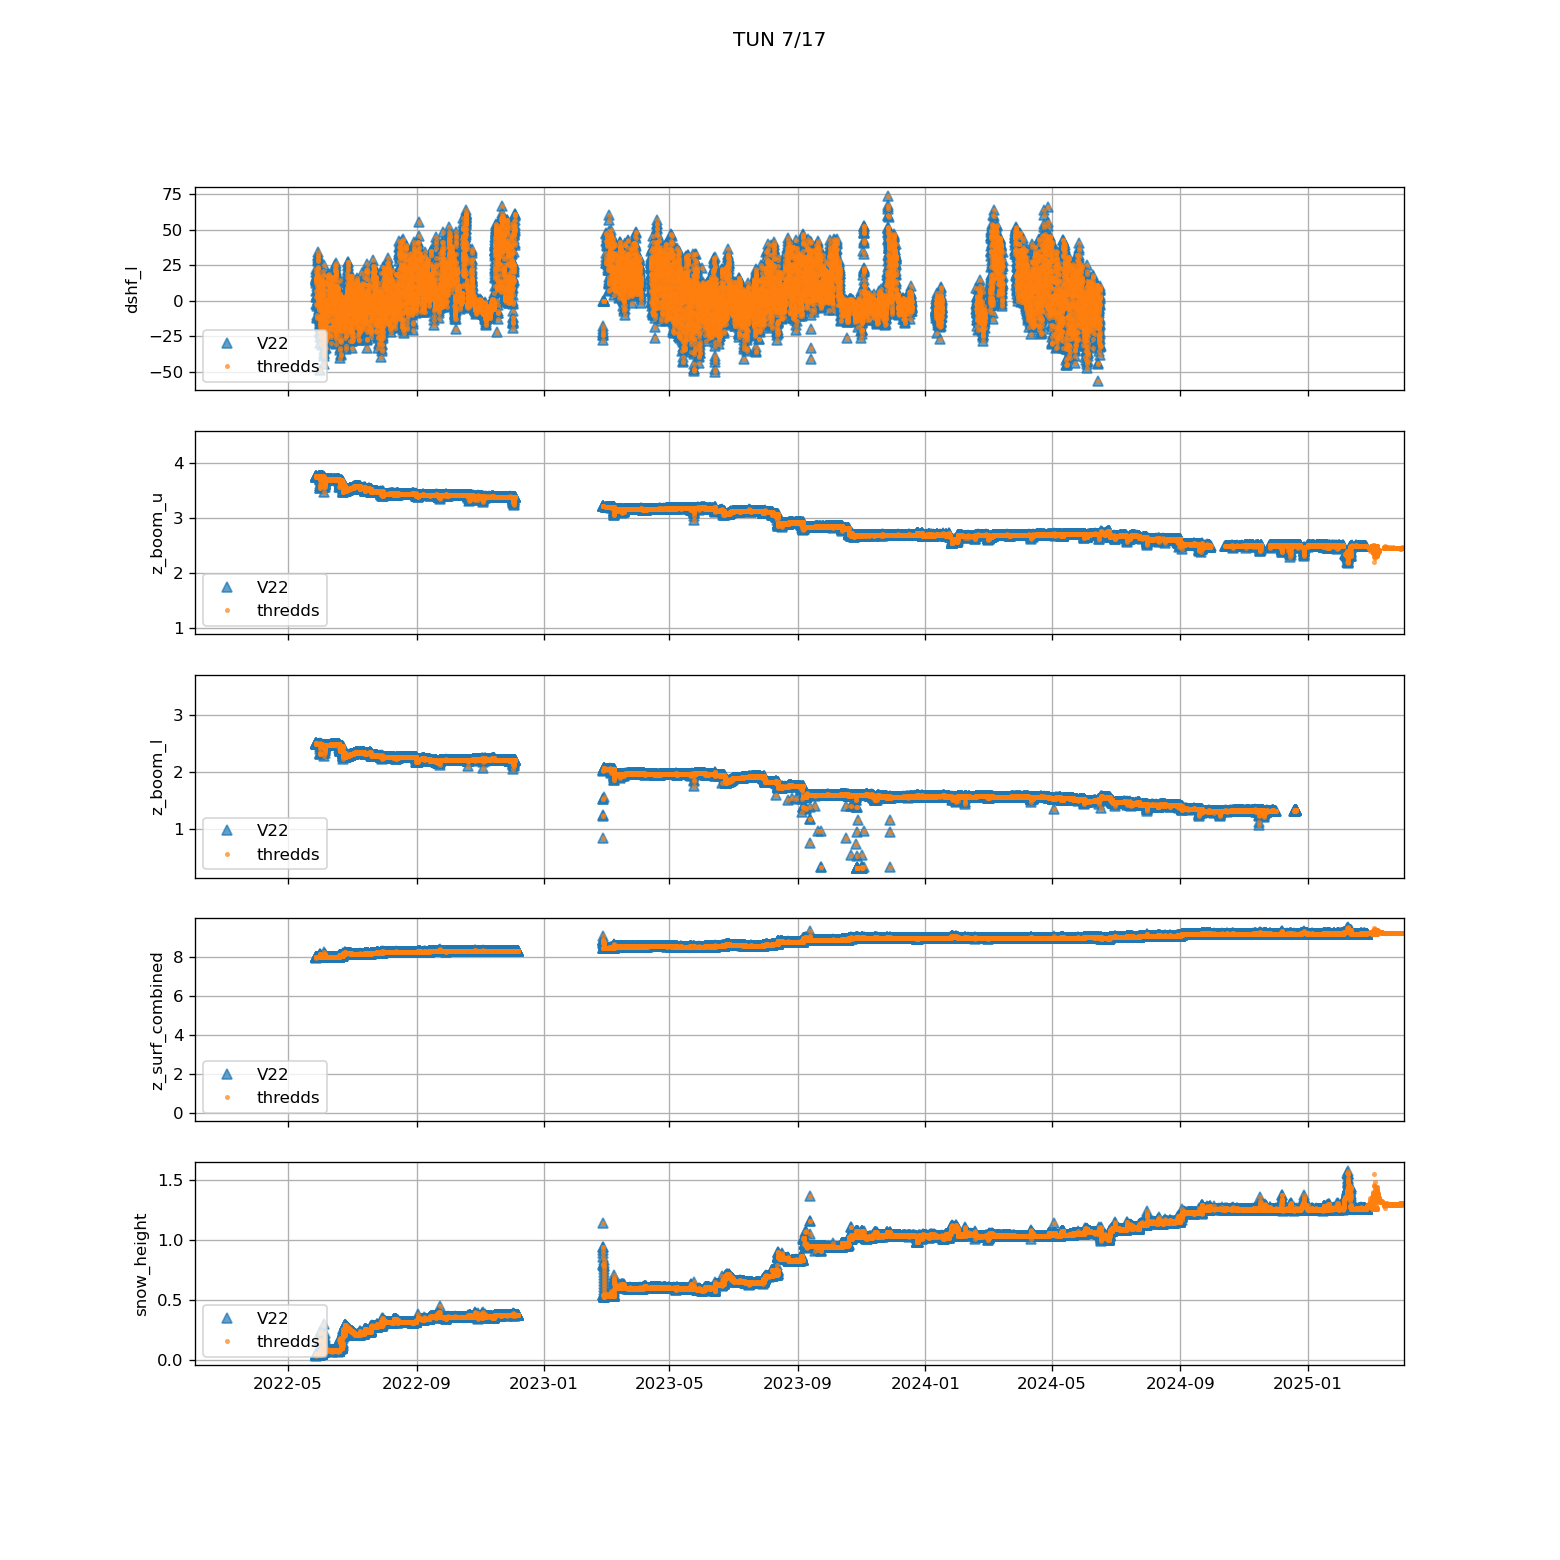 TUN 7/17
75
50
25
0
−25
−50
dshf_l
V22
thredds
4
3
2
1
z_boom_u
V22
thredds
3
2
1
z_boom_l
V22
thredds
8
6
4
2
0
z_surf_combined
V22
thredds
1.5
1.0
0.5
0.0
snow_height
V22
thredds
2022-05 2022-09 2023-01 2023-05 2023-09 2024-01 2024-05 2024-09 2025-01